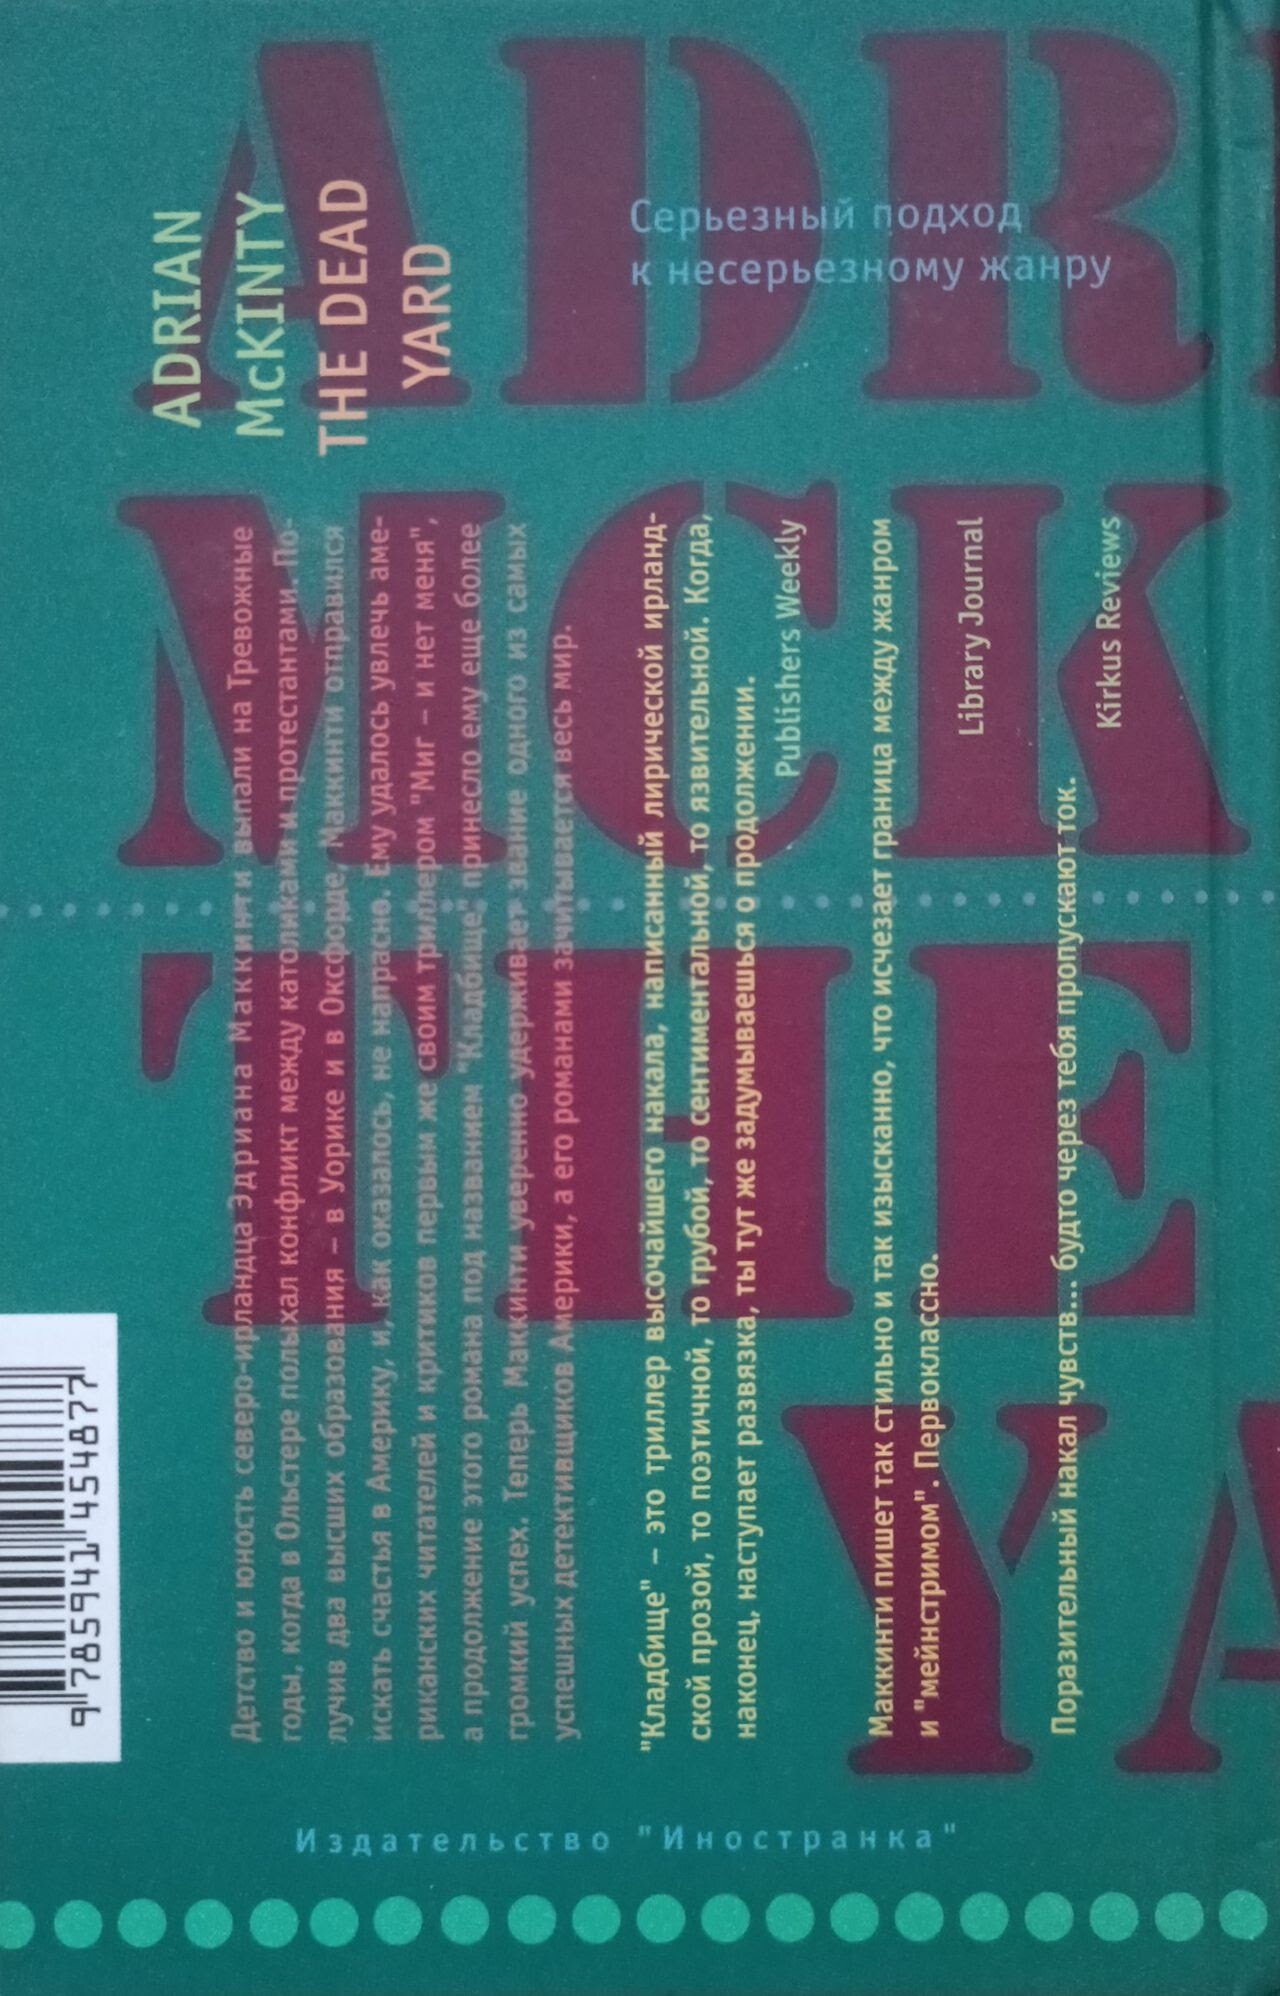 ADRIAN
McKINTY
THE DEAD
YARD
Серьезный подход
к несерьезному жанру
Детство и юность северо-ирландца Эдриана Маккинти выпали на Тревожные
годы, когда в Ольстере полыхал конфликт между католиками и протестантами. По-
лучив два высших образования – в Уорике и в Оксфорде, Маккинти отправился
искать счастья в Америку, и, как оказалось, не напрасно. Ему удалось увлечь аме-
риканских читателей и критиков первым же своим триллером "Миг – и нет меня",
а продолжение этого романа под названием "Кладбище" принесло ему еще более
громкий успех. Теперь Маккинти уверенно удерживает звание одного из самых
успешных детективщиков Америки, а его романами зачитывается весь мир.
"Кладбище" – это триллер высочайшего накала, написанный лирической ирланд-
ской прозой, то поэтичной, то грубой, то сентиментальной, то язвительной. Когда,
наконец, наступает развязка, ты тут же задумываешься о продолжении.
Publishers Weekly
Маккинти пишет так стильно и так изысканно, что исчезает граница между жанром
и "мейнстримом". Первоклассно.
Library Journal
Поразительный накал чувств... будто через тебя пропускают ток.
Kirkus Reviews
Издательство "Иностранка"
9 785941 454877
ADR
MCK
THE
YA